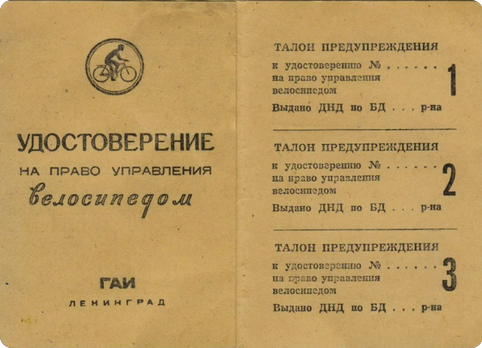 УДОСТОВЕРЕНИЕ
НА ПРАВО УПРАВЛЕНИЯ
велосипедом
ГАИ
ЛЕНИНГРАД
ТАЛОН ПРЕДУПРЕЖДЕНИЯ
к удостоверению № . . . . . .
на право управления
велосипедом
Выдано ДНД по БД . . . р-на
1
ТАЛОН ПРЕДУПРЕЖДЕНИЯ
к удостоверению № . . . . . .
на право управления
велосипедом
Выдано ДНД по БД . . . р-на
2
ТАЛОН ПРЕДУПРЕЖДЕНИЯ
к удостоверению № . . . . . .
на право управления
велосипедом
Выдано ДНД по БД . . . р-на
3